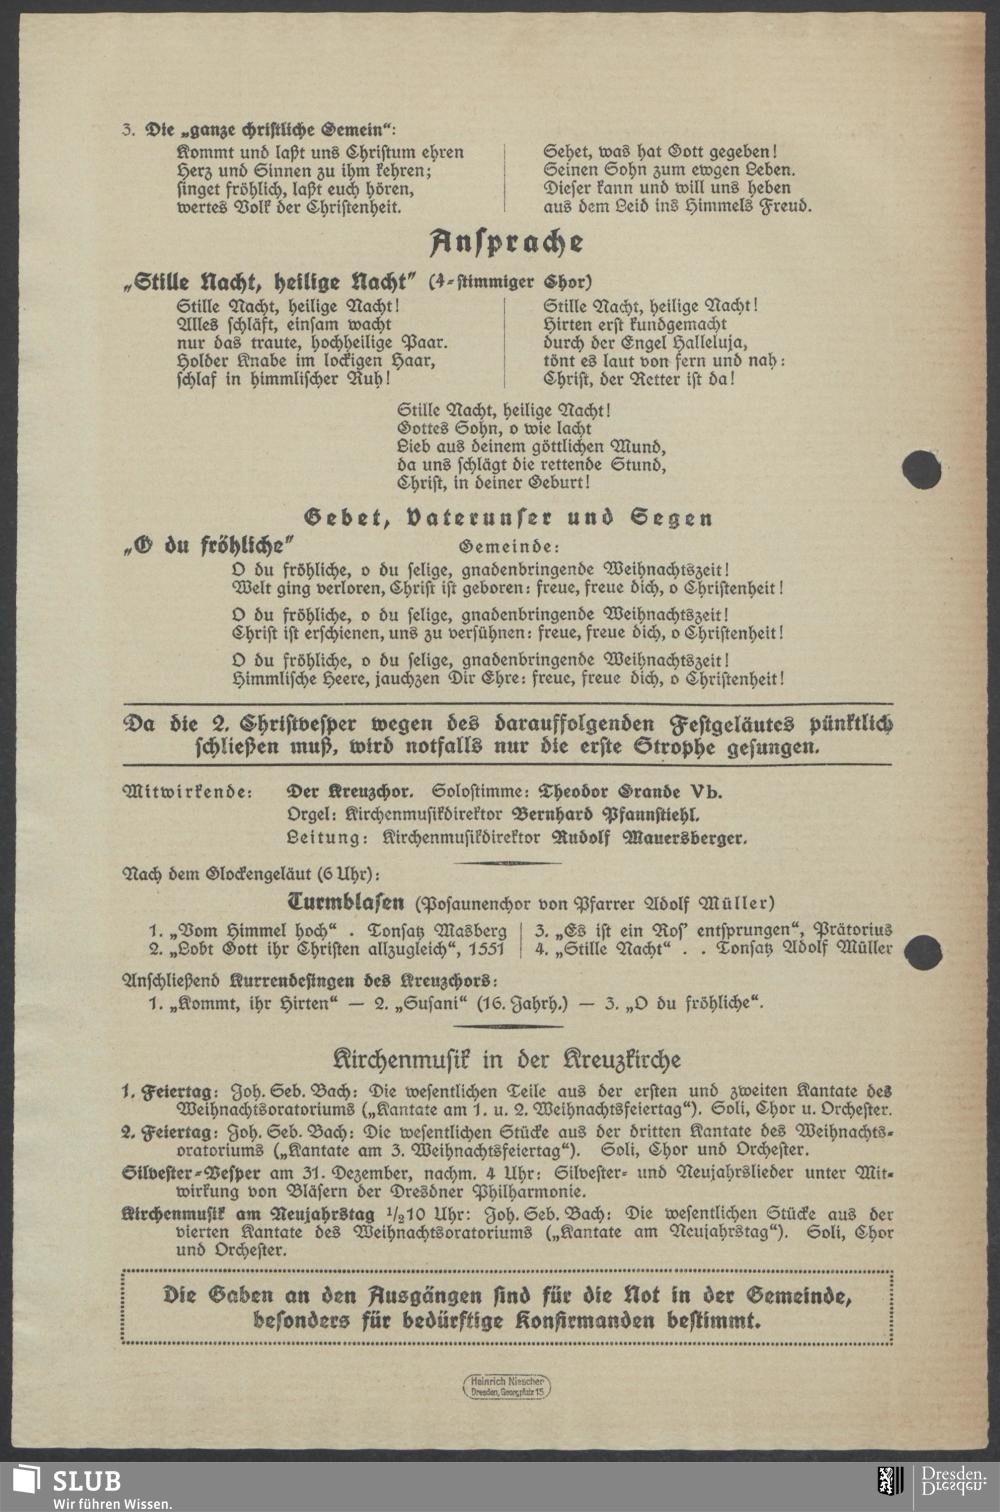 3. Die „ganze christliche Gemein“:
Kommt und laßt uns Christum ehren
Herz und Sinnen zu ihm kehren;
singet fröhlich, laßt euch hören,
wertes Volk der Christenheit.
Sehet, was hat Gott gegeben!
Seinen Sohn zum ewgen Leben.
Dieser kann und will uns heben
aus dem Leid ins Himmels Freud.
Ansprache
„Stille Nacht, heilige Nacht“ (4-stimmiger Chor)
Stille Nacht, heilige Nacht!
Alles schläft, einsam wacht
nur das traute, hochheilige Paar.
Holder Knabe im lockigen Haar,
schlaf in himmlischer Ruh!
Stille Nacht, heilige Nacht!
Hirten erst kundgemacht
durch der Engel Halleluja,
tönt es laut von fern und nah:
Christ, der Retter ist da!
Stille Nacht, heilige Nacht!
Gottes Sohn, o wie lacht
Lieb aus deinem göttlichen Mund,
da uns schlägt die rettende Stund,
Christ, in deiner Geburt!
Gebet, Vaterunser und Segen
„O du fröhliche“ Gemeinde:
O du fröhliche, o du selige, gnadenbringende Weihnachtszeit!
Welt ging verloren, Christ ist geboren: freue, freue dich, o Christenheit!
O du fröhliche, o du selige, gnadenbringende Weihnachtszeit!
Christ ist erschienen, uns zu versühnen: freue, freue dich, o Christenheit!
O du fröhliche, o du selige, gnadenbringende Weihnachtszeit!
Himmlische Heere, jauchzen Dir Ehre: freue, freue dich, o Christenheit!
Da die 2. Christvesper wegen des darauffolgenden Festgeläutes pünktlich
schließen muß, wird notfalls nur die erste Strophe gesungen.
Mitwirkende: Der Kreuzchor. Solostimme: Theodor Grande Vb.
Orgel: Kirchenmusikdirektor Bernhard Pfannstiehl.
Leitung: Kirchenmusikdirektor Rudolf Mauersberger.
Nach dem Glockengeläut (6 Uhr):
Turmblasen (Posaunenchor von Pfarrer Adolf Müller)
1. „Vom Himmel hoch“ . Tonsatz Masberg
2. „Lobt Gott ihr Christen allzugleich“, 1551
3. „Es ist ein Ros’ entsprungen“, Prätorius
4. „Stille Nacht“ . . Tonsatz Adolf Müller
Anschließend Kurrendesingen des Kreuzchors:
1. „Kommt, ihr Hirten“ — 2. „Susani“ (16. Jahrh.) — 3. „O du fröhliche“.
Kirchenmusik in der Kreuzkirche
1. Feiertag: Joh. Seb. Bach: Die wesentlichen Teile aus der ersten und zweiten Kantate des
Weihnachtsoratoriums („Kantate am 1. u. 2. Weihnachtsfeiertag“). Soli, Chor u. Orchester.
2. Feiertag: Joh. Seb. Bach: Die wesentlichen Stücke aus der dritten Kantate des Weihnachts-
oratoriums („Kantate am 3. Weihnachtsfeiertag“). Soli, Chor und Orchester.
Silvester-Vesper am 31. Dezember, nachm. 4 Uhr: Silvester- und Neujahrslieder unter Mit-
wirkung von Bläsern der Dresdner Philharmonie.
Kirchenmusik am Neujahrstag ½10 Uhr: Joh. Seb. Bach: Die wesentlichen Stücke aus der
vierten Kantate des Weihnachtsoratoriums („Kantate am Neujahrstag“). Soli, Chor
und Orchester.
Die Gaben an den Ausgängen sind für die Not in der Gemeinde,
besonders für bedürftige Konfirmanden bestimmt.
Heinrich Niescher
Dresden, Georgplatz 15
SLUB
Wir führen Wissen.
Dresden.
Dresden.